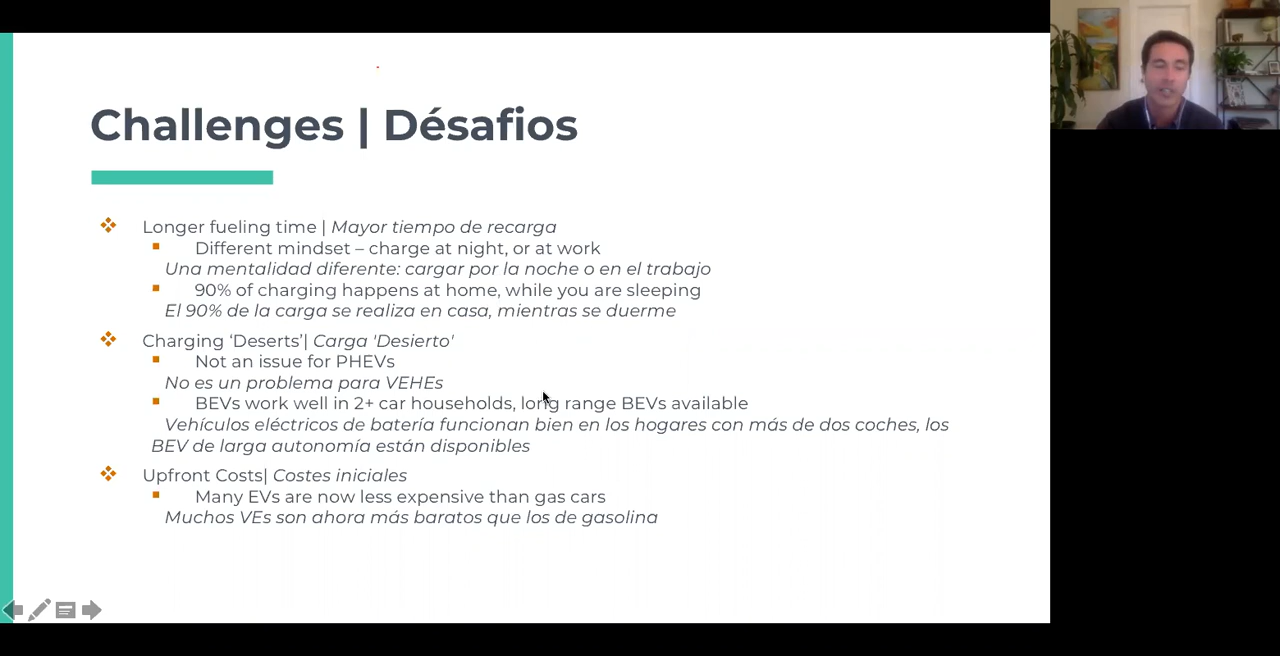 Challenges | Désafios
Longer fueling time | Mayor tiempo de recarga
Different mindset – charge at night, or at work
Una mentalidad diferente: cargar por la noche o en el trabajo
90% of charging happens at home, while you are sleeping
El 90% de la carga se realiza en casa, mientras se duerme
Charging ‘Deserts’| Carga 'Desierto'
Not an issue for PHEVs
No es un problema para VEHEs
BEVs work well in 2+ car households, long range BEVs available
Vehículos eléctricos de batería funcionan bien en los hogares con más de dos coches, los
BEV de larga autonomía están disponibles
Upfront Costs| Costes iniciales
Many EVs are now less expensive than gas cars
Muchos VEs son ahora más baratos que los de gasolina